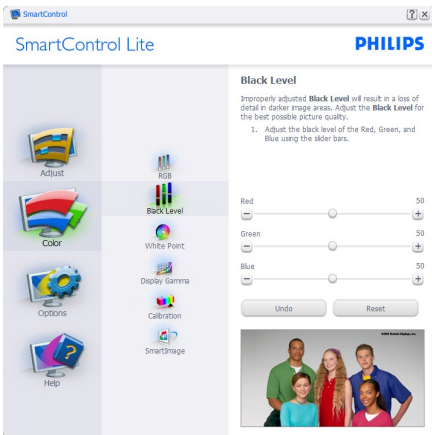 SmartControl
SmartControl Lite
PHILIPS
Adjust
Color
Options
Help
RGB
Black Level
White Point
Display Gamma
Calibration
SmartImage
Black Level
Improperly adjusted Black Level will result in a loss of
detail in darker image areas. Adjust the Black Level for
the best possible picture quality.
1. Adjust the black level of the Red, Green, and
Blue using the slider bars.
Red 50
Green 50
Blue 50
Undo Reset